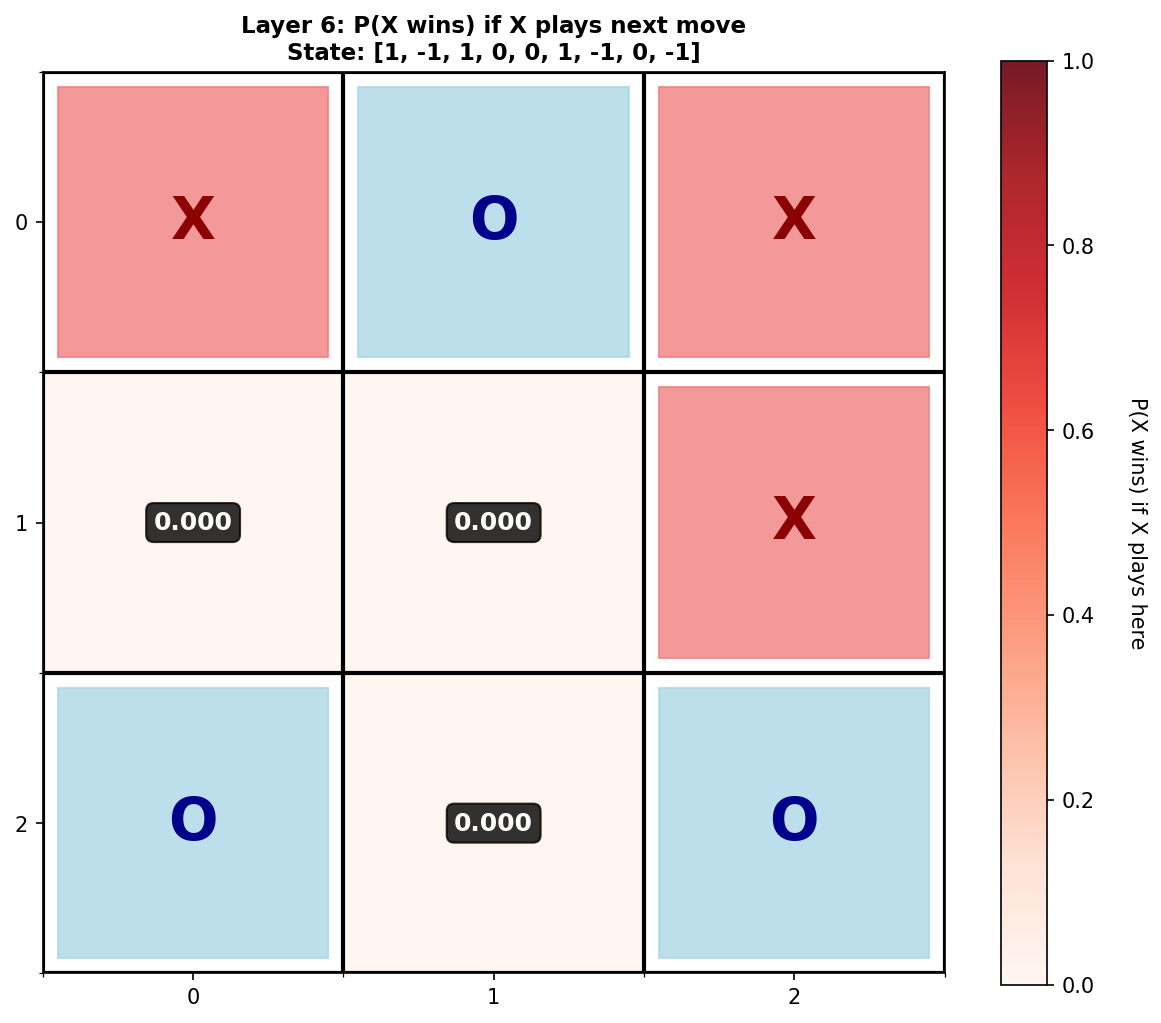 Layer 6: P(X wins) if X plays next move
State: [1, -1, 1, 0, 0, 1, -1, 0, -1]
X
O
X
0
0.000
0.000
X
1
O
0.000
O
2
0
1
2
1.0
0.8
0.6
0.4
0.2
0.0
P(X wins) if X plays here